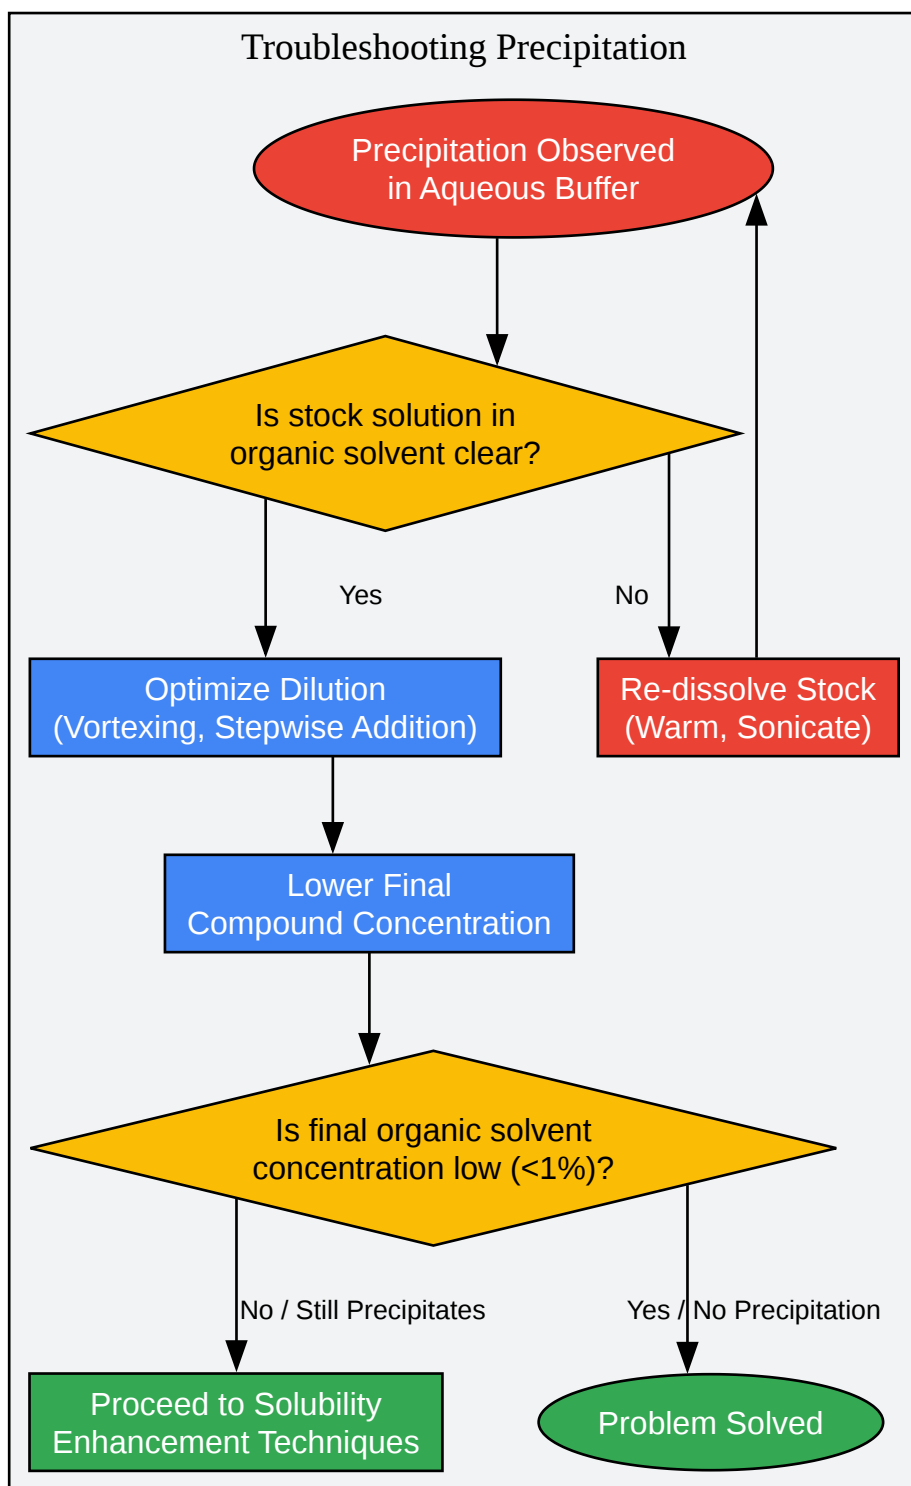 Troubleshooting Precipitation
Precipitation Observed
in Aqueous Buffer
Is stock solution in
organic solvent clear?
Yes
No
Optimize Dilution
(Vortexing, Stepwise Addition)
Re-dissolve Stock
(Warm, Sonicate)
Lower Final
Compound Concentration
Is final organic solvent
concentration low (<1%)?
No / Still Precipitates
Yes / No Precipitation
Proceed to Solubility
Enhancement Techniques
Problem Solved